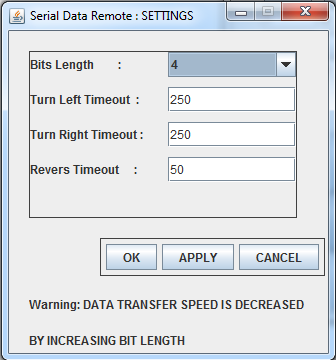 Serial Data Remote : SETTINGS
Bits Length : 4
Turn Left Timeout : 250
Turn Right Timeout : 250
Revers Timeout : 50
OK APPLY CANCEL
Warning: DATA TRANSFER SPEED IS DECREASED
BY INCREASING BIT LENGTH